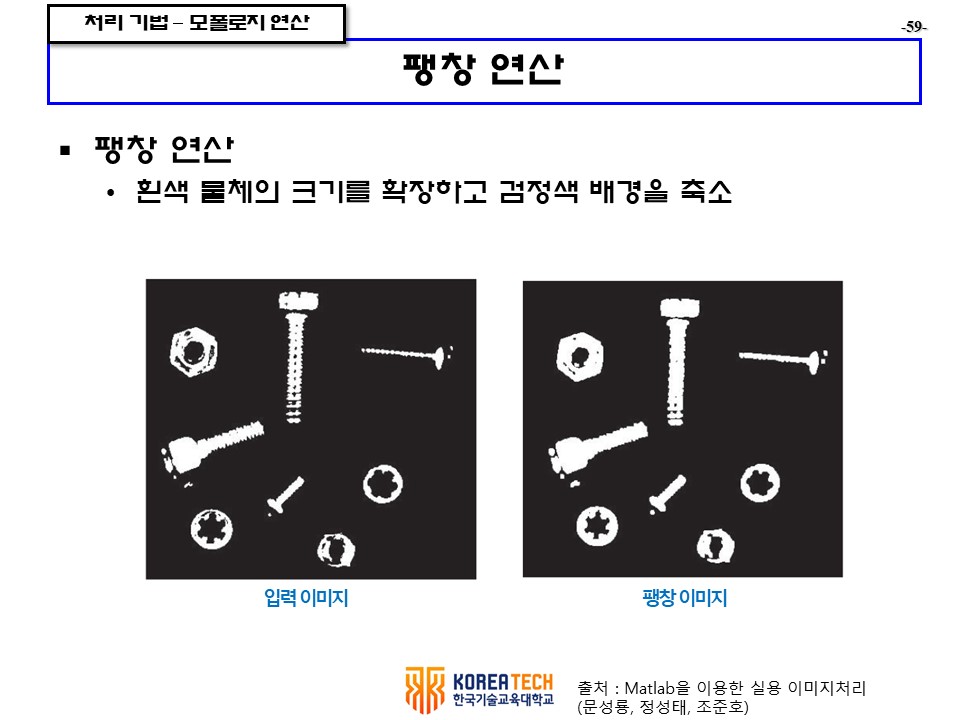 처리 기법 – 모폴로지 연산
-59-
팽창 연산
▪ 팽창 연산
• 흰색 물체의 크기를 확장하고 검정색 배경을 축소
입력 이미지
팽창 이미지
KOREATECH
한국기술교육대학교
출처 : Matlab을 이용한 실용 이미지처리
(문성룡, 정성태, 조준호)